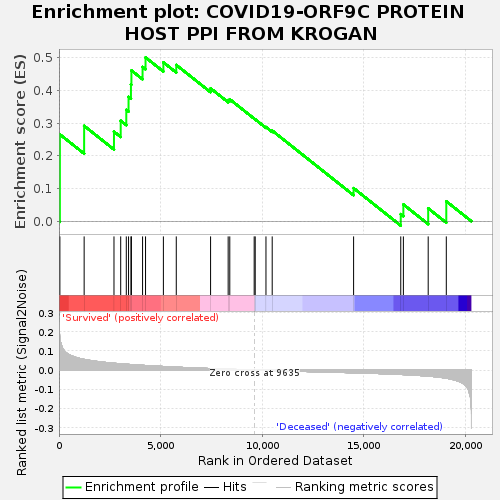 Enrichment plot: COVID19-ORF9C PROTEIN
HOST PPI FROM KROGAN
Enrichment score (ES)
0.5
0.4
0.3
0.2
0.1
0.0
Ranked list metric (Signal2Noise)
0.3
0.2
0.1
0.0
-0.1
-0.2
-0.3
'Survived' (positively correlated)
Zero cross at 9635
'Deceased' (negatively correlated)
0
5,000
10,000
15,000
20,000
Rank in Ordered Dataset
Enrichment profile
Hits
Ranking metric scores